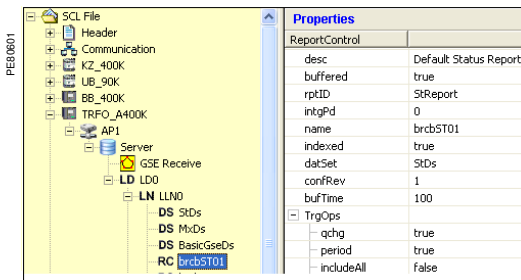 PE80601
SCL File
Header
Communication
KZ_400K
UB_90K
BB_400K
TRFO_A400K
AP1
Server
GSE Receive
LD LD0
LN LLN0
DS StDs
DS MxDs
DS BasicGseDs
RC brcbST01
Properties
ReportControl
desc Default Status Report
buffered true
rptID StReport
intgPd 0
name brcbST01
indexed true
datSet StDs
confRev 1
bufTime 100
TrgOps
qchg true
period true
includeAll false